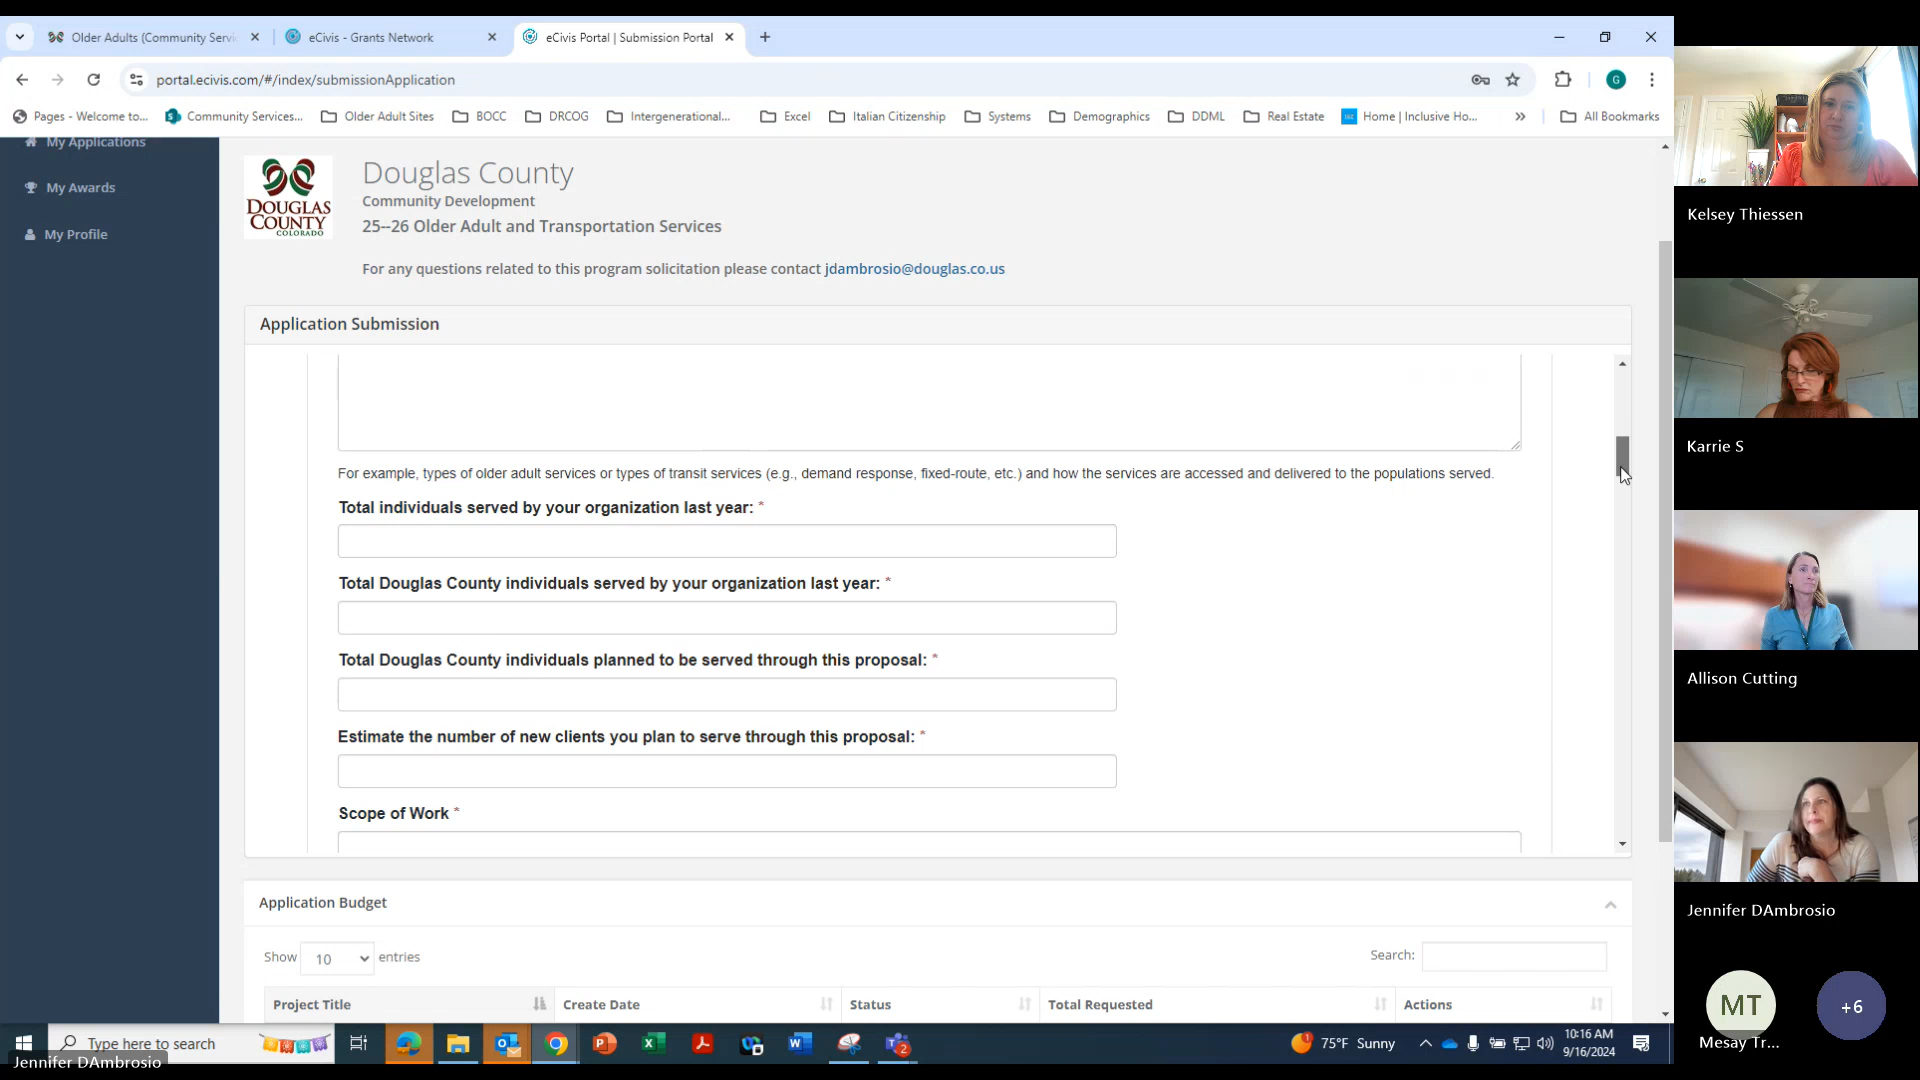 Older Adults (Community Servi
eCivis - Grants Network
eCivis Portal | Submission Portal
portal.ecivis.com/#/index/submissionApplication
G
Pages - Welcome to...
Community Services...
Older Adult Sites
BOCC
DRCOG
Intergenerational...
Excel
Italian Citizenship
Systems
Demographics
DDML
Real Estate
Home | Inclusive Ho...
All Bookmarks
My Applications
My Awards
My Profile
DOUGLAS
COUNTY
COLORADO
Douglas County
Community Development
25--26 Older Adult and Transportation Services
For any questions related to this program solicitation please contact jdambrosio@douglas.co.us
Application Submission
For example, types of older adult services or types of transit services (e.g., demand response, fixed-route, etc.) and how the services are accessed and delivered to the populations served.
Total individuals served by your organization last year: *
Total Douglas County individuals served by your organization last year: *
Total Douglas County individuals planned to be served through this proposal: *
Estimate the number of new clients you plan to serve through this proposal: *
Scope of Work *
Application Budget
Show 10 entries
Search:
Project Title
Create Date
Status
Total Requested
Actions
Type here to search
75°F Sunny
10:16 AM
9/16/2024
Jennifer DAmbrosio
Kelsey Thiessen
Karrie S
Allison Cutting
Jennifer DAmbrosio
MT
+6
Mesay Tr...